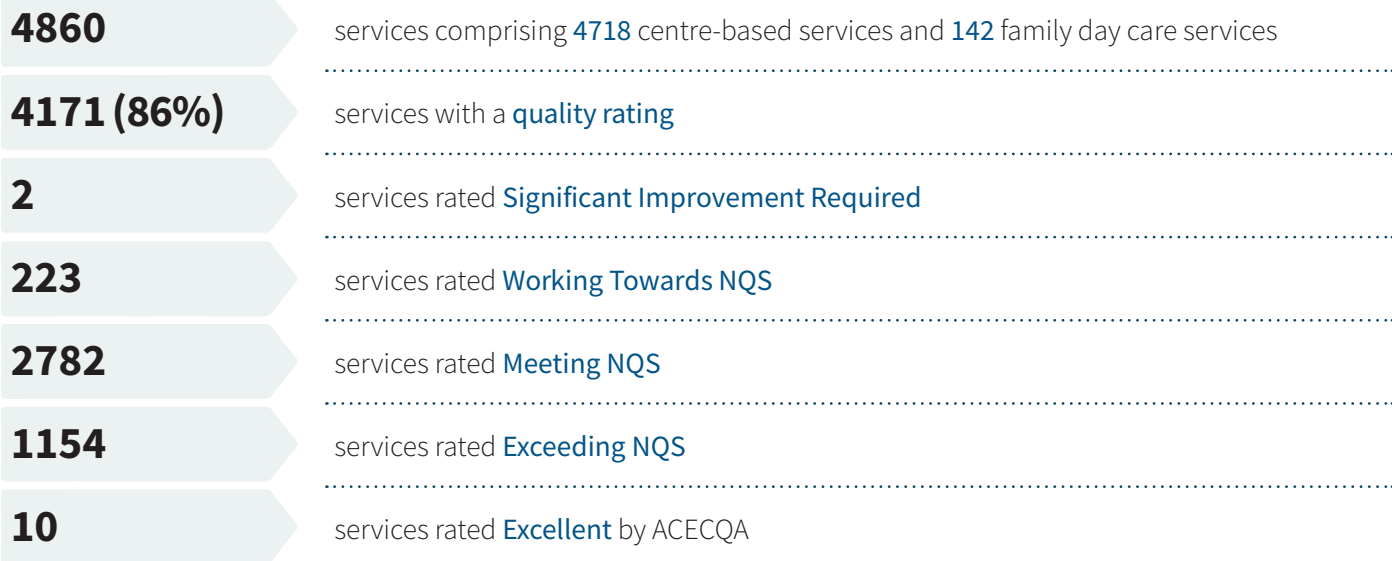 4860 services comprising 4718 centre-based services and 142 family day care services
4171 (86%) services with a quality rating
2 services rated Significant Improvement Required
223 services rated Working Towards NQS
2782 services rated Meeting NQS
1154 services rated Exceeding NQS
10 services rated Excellent by ACECQA